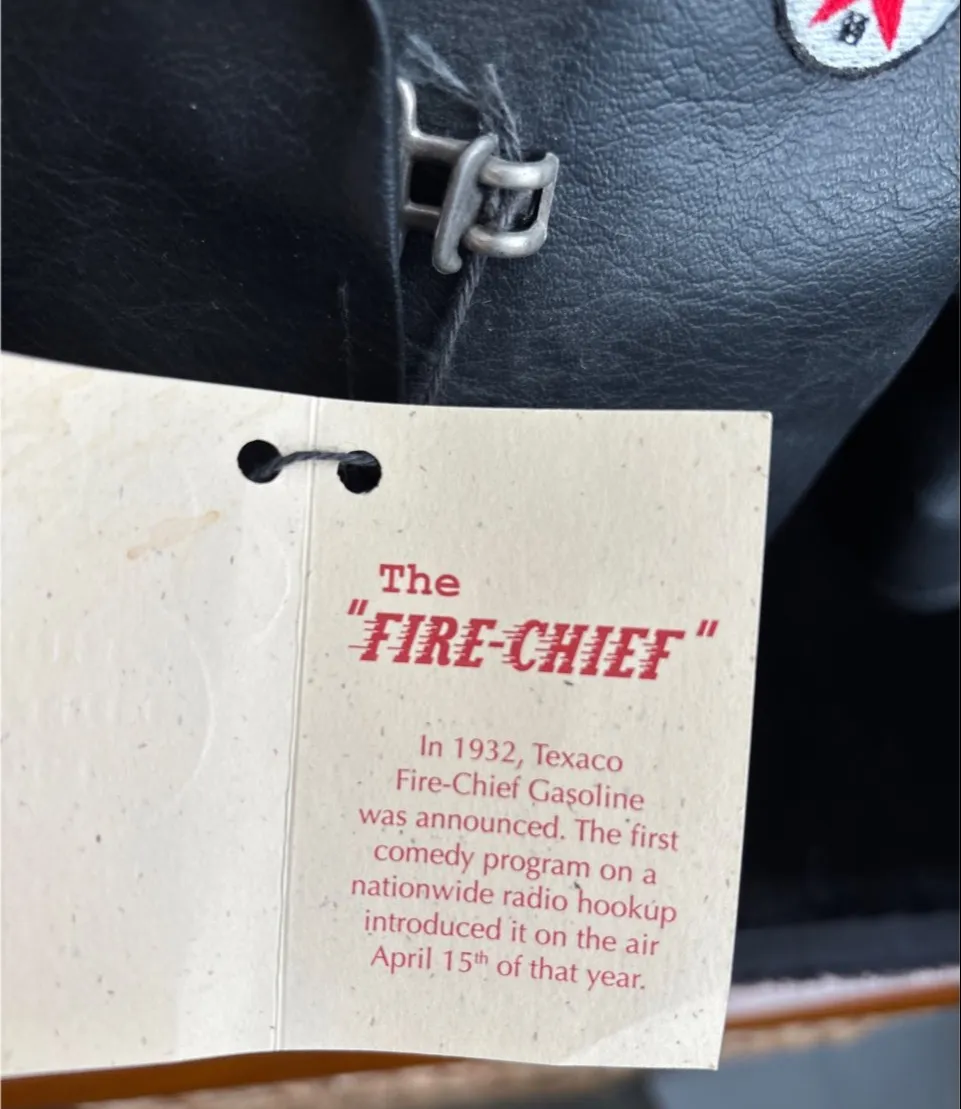 The
"FIRE-CHIEF"
In 1932, Texaco
Fire-Chief Gasoline
was announced. The first
comedy program on a
nationwide radio hookup
introduced it on the air
April 15th of that year.